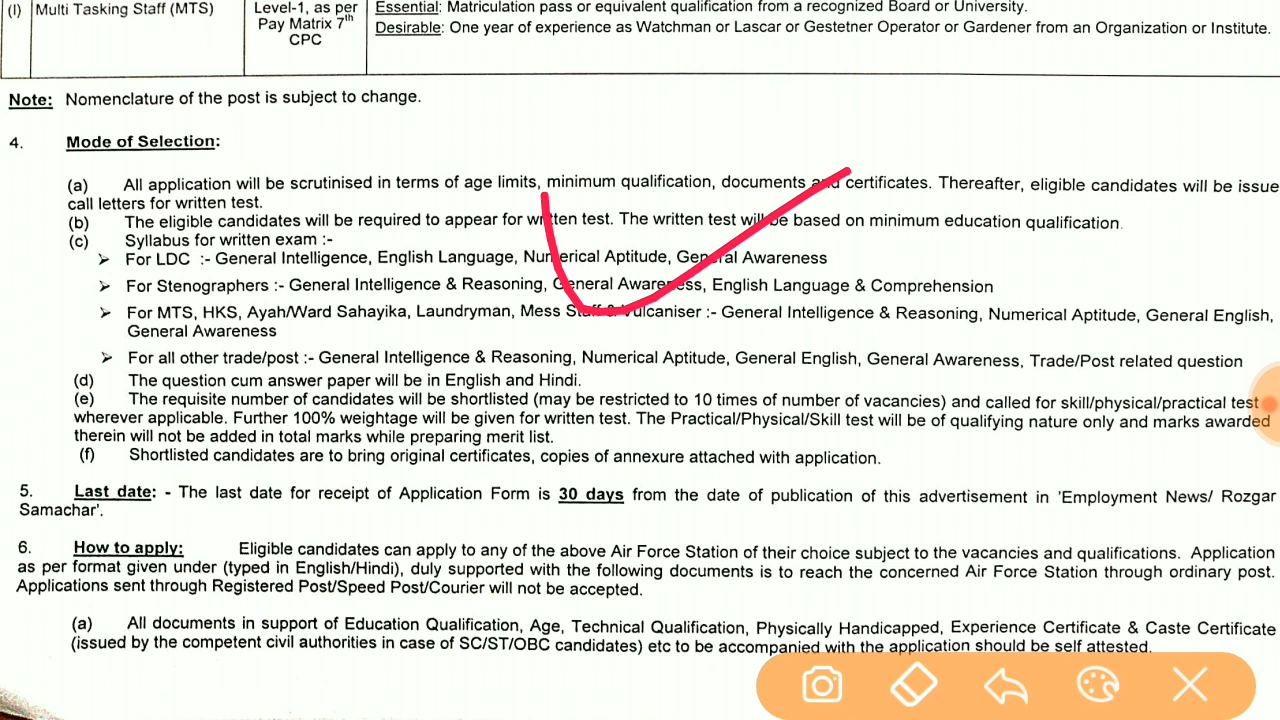 (l) Multi Tasking Staff (MTS) Level-1, as per Essential: Matriculation pass or equivalent qualification from a recognized Board or University.
Pay Matrix 7th Desirable: One year of experience as Watchman or Lascar or Gestetner Operator or Gardener from an Organization or Institute.
CPC
Note: Nomenclature of the post is subject to change.
4. Mode of Selection:
(a) All application will be scrutinised in terms of age limits, minimum qualification, documents and certificates. Thereafter, eligible candidates will be issue
call letters for written test.
(b) The eligible candidates will be required to appear for written test. The written test will be based on minimum education qualification.
(c) Syllabus for written exam :-
➢ For LDC :- General Intelligence, English Language, Numerical Aptitude, General Awareness
➢ For Stenographers :- General Intelligence & Reasoning, General Awareness, English Language & Comprehension
➢ For MTS, HKS, Ayah/Ward Sahayika, Laundryman, Mess Staff & Vulcaniser :- General Intelligence & Reasoning, Numerical Aptitude, General English,
General Awareness
➢ For all other trade/post :- General Intelligence & Reasoning, Numerical Aptitude, General English, General Awareness, Trade/Post related question
(d) The question cum answer paper will be in English and Hindi.
(e) The requisite number of candidates will be shortlisted (may be restricted to 10 times of number of vacancies) and called for skill/physical/practical test
wherever applicable. Further 100% weightage will be given for written test. The Practical/Physical/Skill test will be of qualifying nature only and marks awarded
therein will not be added in total marks while preparing merit list.
(f) Shortlisted candidates are to bring original certificates, copies of annexure attached with application.
5. Last date: - The last date for receipt of Application Form is 30 days from the date of publication of this advertisement in 'Employment News/ Rozgar
Samachar'.
6. How to apply: Eligible candidates can apply to any of the above Air Force Station of their choice subject to the vacancies and qualifications. Application
as per format given under (typed in English/Hindi), duly supported with the following documents is to reach the concerned Air Force Station through ordinary post.
Applications sent through Registered Post/Speed Post/Courier will not be accepted.
(a) All documents in support of Education Qualification, Age, Technical Qualification, Physically Handicapped, Experience Certificate & Caste Certificate
(issued by the competent civil authorities in case of SC/ST/OBC candidates) etc to be accompanied with the application should be self attested.